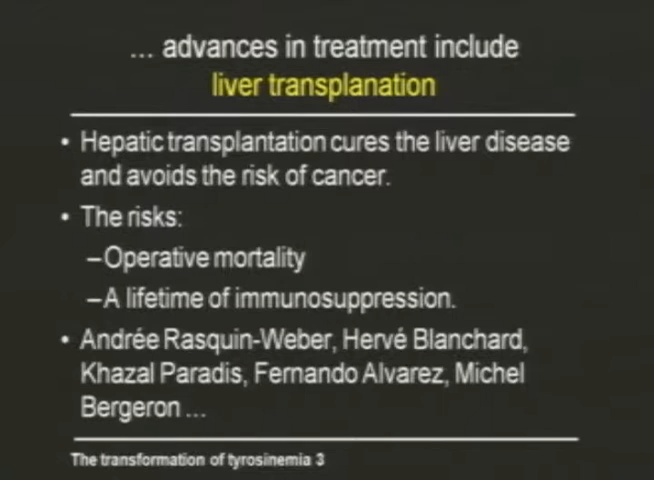 ... advances in treatment include
liver transplanation
• Hepatic transplantation cures the liver disease
and avoids the risk of cancer.
• The risks:
–Operative mortality
–A lifetime of immunosuppression.
• Andrée Rasquin-Weber, Hervé Blanchard,
Khazal Paradis, Fernando Alvarez, Michel
Bergeron ...
The transformation of tyrosinemia 3